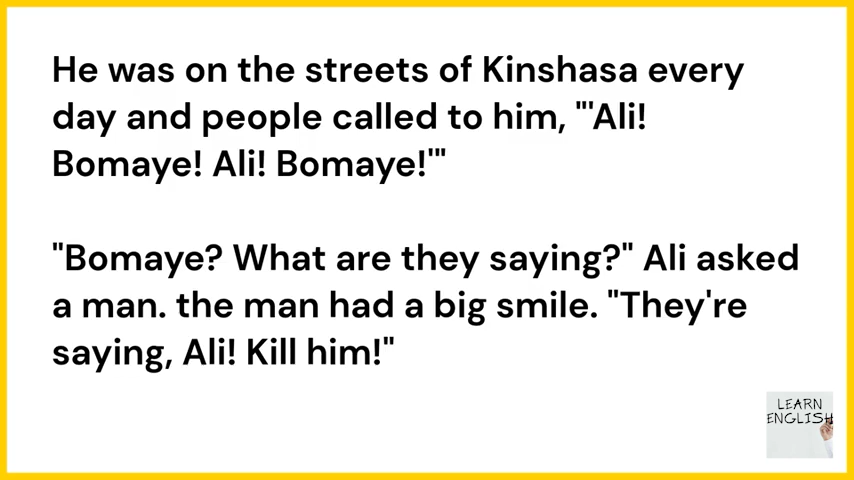 He was on the streets of Kinshasa every
day and people called to him, "'Ali!
Bomaye! Ali! Bomaye!'"
"Bomaye? What are they saying?" Ali asked
a man. the man had a big smile. "They're
saying, Ali! Kill him!"
LEARN
ENGLISH